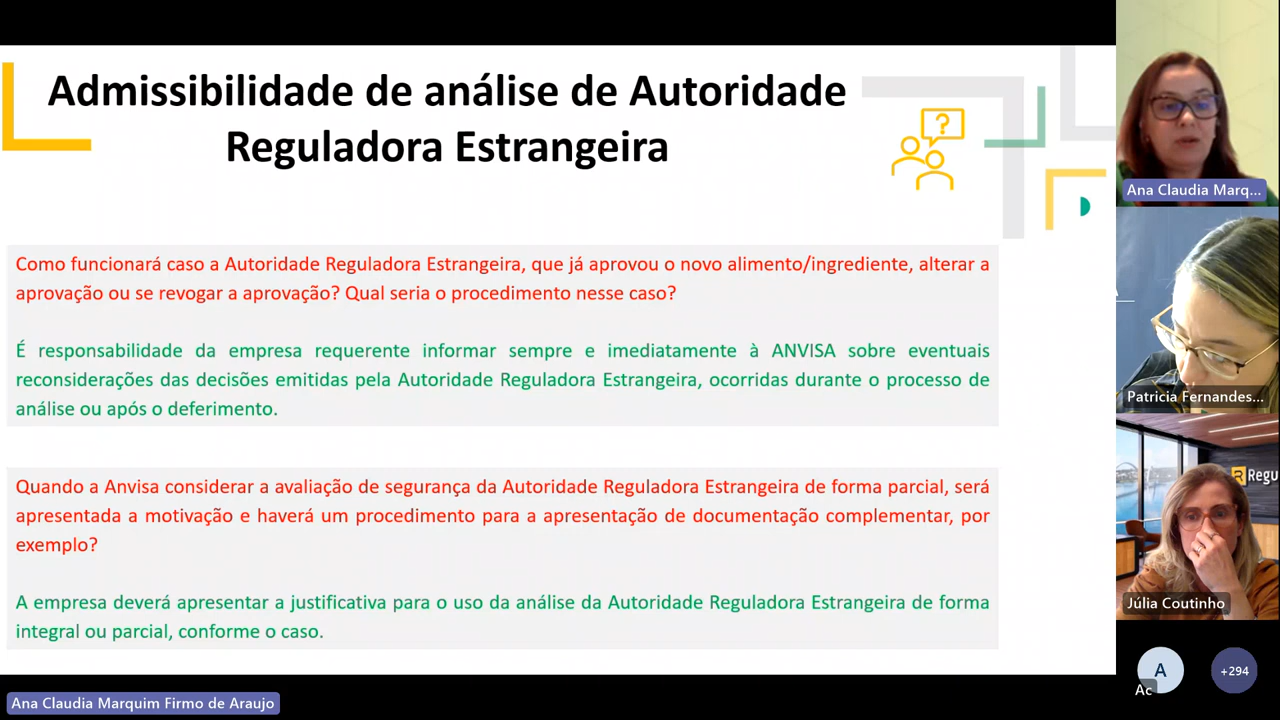 Admissibilidade de análise de Autoridade
Reguladora Estrangeira
?
Como funcionará caso a Autoridade Reguladora Estrangeira, que já aprovou o novo alimento/ingrediente, alterar a
aprovação ou se revogar a aprovação? Qual seria o procedimento nesse caso?
É responsabilidade da empresa requerente informar sempre e imediatamente à ANVISA sobre eventuais
reconsiderações das decisões emitidas pela Autoridade Reguladora Estrangeira, ocorridas durante o processo de
análise ou após o deferimento.
Quando a Anvisa considerar a avaliação de segurança da Autoridade Reguladora Estrangeira de forma parcial, será
apresentada a motivação e haverá um procedimento para a apresentação de documentação complementar, por
exemplo?
A empresa deverá apresentar a justificativa para o uso da análise da Autoridade Reguladora Estrangeira de forma
integral ou parcial, conforme o caso.
Ana Claudia Marq...
Patricia Fernandes...
Regu
Júlia Coutinho
A
Ac
+294
Ana Claudia Marquim Firmo de Araujo